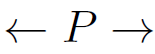 ← P →